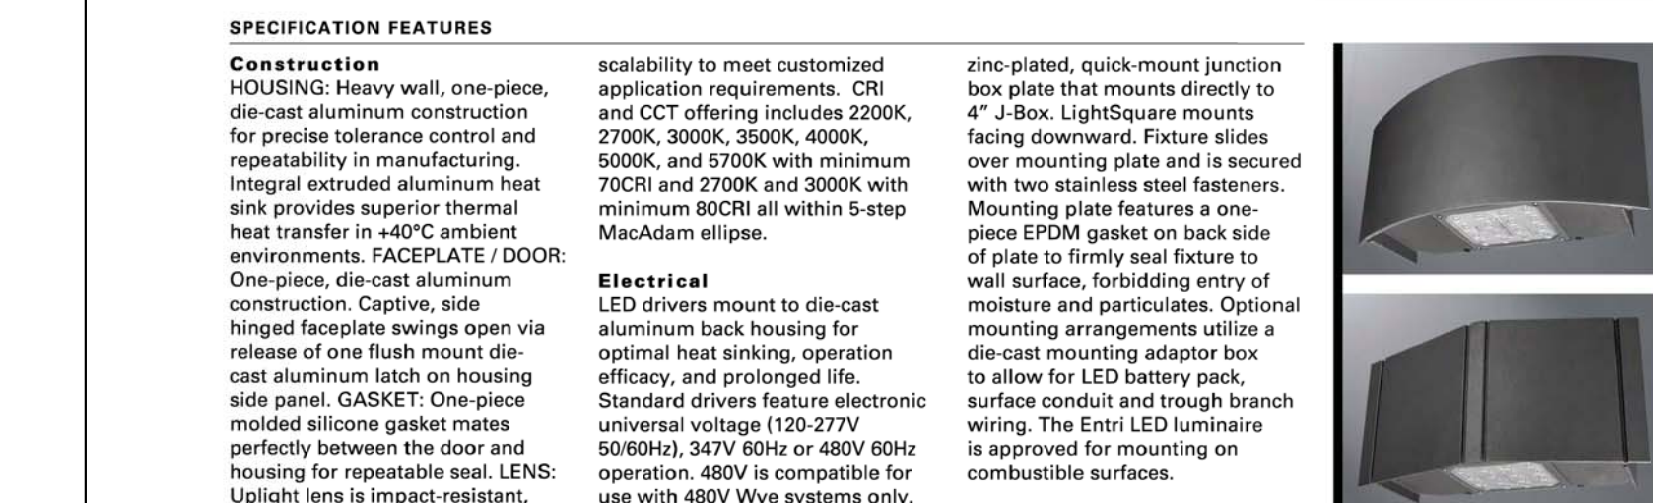 SPECIFICATION FEATURES
Construction
HOUSING: Heavy wall, one-piece,
die-cast aluminum construction
for precise tolerance control and
repeatability in manufacturing.
Integral extruded aluminum heat
sink provides superior thermal
heat transfer in +40°C ambient
environments. FACEPLATE / DOOR:
One-piece, die-cast aluminum
construction. Captive, side
hinged faceplate swings open via
release of one flush mount die-
cast aluminum latch on housing
side panel. GASKET: One-piece
molded silicone gasket mates
perfectly between the door and
housing for repeatable seal. LENS:
Uplight lens is impact-resistant,
scalability to meet customized
application requirements. CRI
and CCT offering includes 2200K,
2700K, 3000K, 3500K, 4000K,
5000K, and 5700K with minimum
70CRI and 2700K and 3000K with
minimum 80CRI all within 5-step
MacAdam ellipse.
Electrical
LED drivers mount to die-cast
aluminum back housing for
optimal heat sinking, operation
efficacy, and prolonged life.
Standard drivers feature electronic
universal voltage (120-277V
50/60Hz), 347V 60Hz or 480V 60Hz
operation. 480V is compatible for
use with 480V Wye systems only.
zinc-plated, quick-mount junction
box plate that mounts directly to
4" J-Box. LightSquare mounts
facing downward. Fixture slides
over mounting plate and is secured
with two stainless steel fasteners.
Mounting plate features a one-
piece EPDM gasket on back side
of plate to firmly seal fixture to
wall surface, forbidding entry of
moisture and particulates. Optional
mounting arrangements utilize a
die-cast mounting adaptor box
to allow for LED battery pack,
surface conduit and trough branch
wiring. The Entri LED luminaire
is approved for mounting on
combustible surfaces.